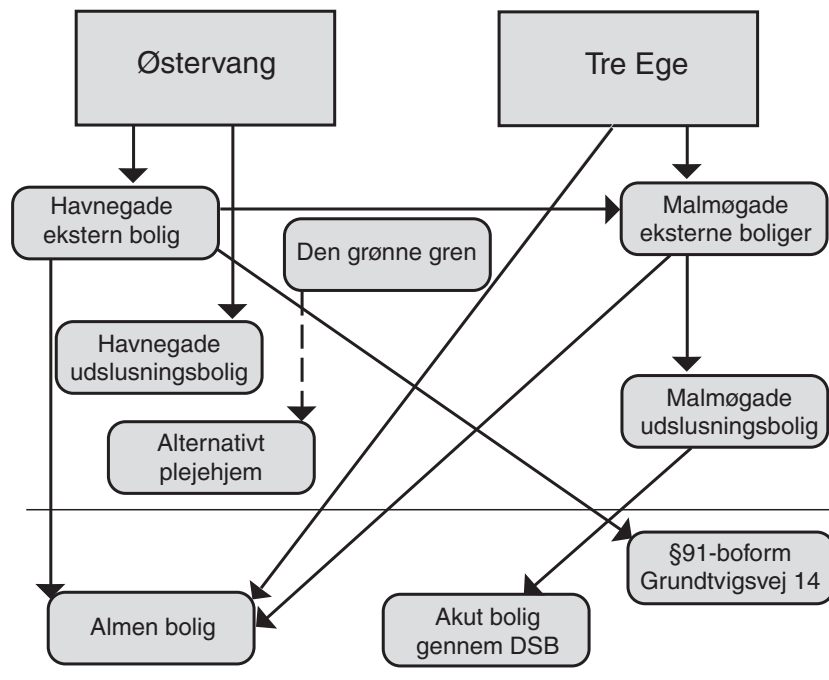 Østervang
Tre Ege
Havnegade
ekstern bolig
Malmøgade
eksterne boliger
Den grønne gren
Havnegade
udslusningsbolig
Malmøgade
udslusningsbolig
Alternativt
plejehjem
§91-boform
Grundtvigsvej 14
Almen bolig
Akut bolig
gennem DSB